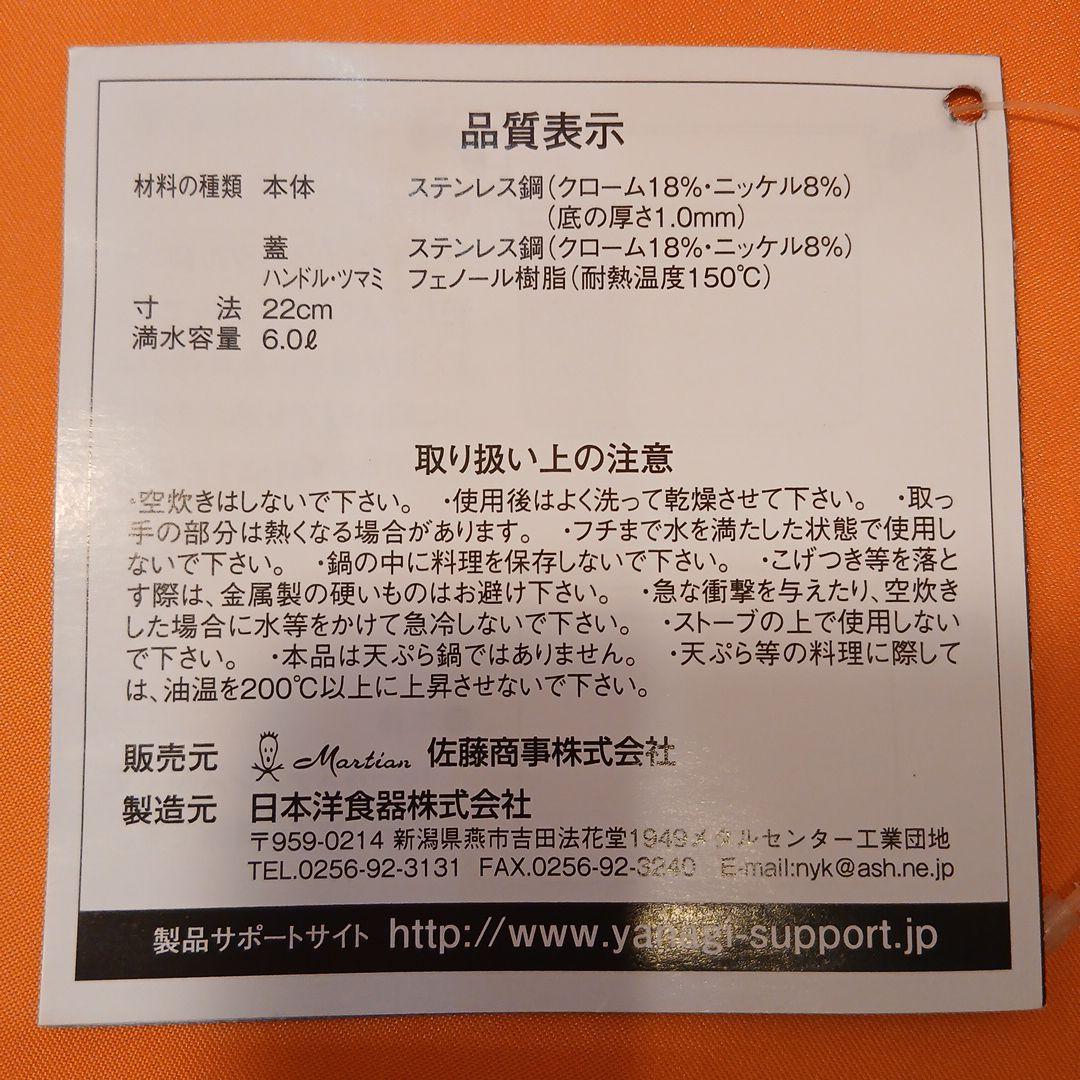 品質表示
材料の種類 本体 ステンレス鋼(クローム18%・ニッケル8%)
(底の厚さ1.0mm)
蓋 ステンレス鋼(クローム18%・ニッケル8%)
ハンドル・ツマミ フェノール樹脂(耐熱温度150℃)
寸法 22cm
満水容量 6.0ℓ
取り扱い上の注意
・空炊きはしないで下さい。 ・使用後はよく洗って乾燥させて下さい。 ・取っ
手の部分は熱くなる場合があります。 ・フチまで水を満たした状態で使用し
ないで下さい。 ・鍋の中に料理を保存しないで下さい。 ・こげつき等を落と
す際は、金属製の硬いものはお避け下さい。 ・急な衝撃を与えたり、空炊き
した場合に水等をかけて急冷しないで下さい。 ・ストーブの上で使用しない
で下さい。 ・本品は天ぷら鍋ではありません。 ・天ぷら等の料理に際して
は、油温を200℃以上に上昇させないで下さい。
販売元 Martian 佐藤商事株式会社
製造元 日本洋食器株式会社
〒959-0214 新潟県燕市吉田法花堂1949メタルセンター工業団地
TEL.0256-92-3131 FAX.0256-92-3240 E-mail:nyk@ash.ne.jp
製品サポートサイト http://www.yanagi-support.jp